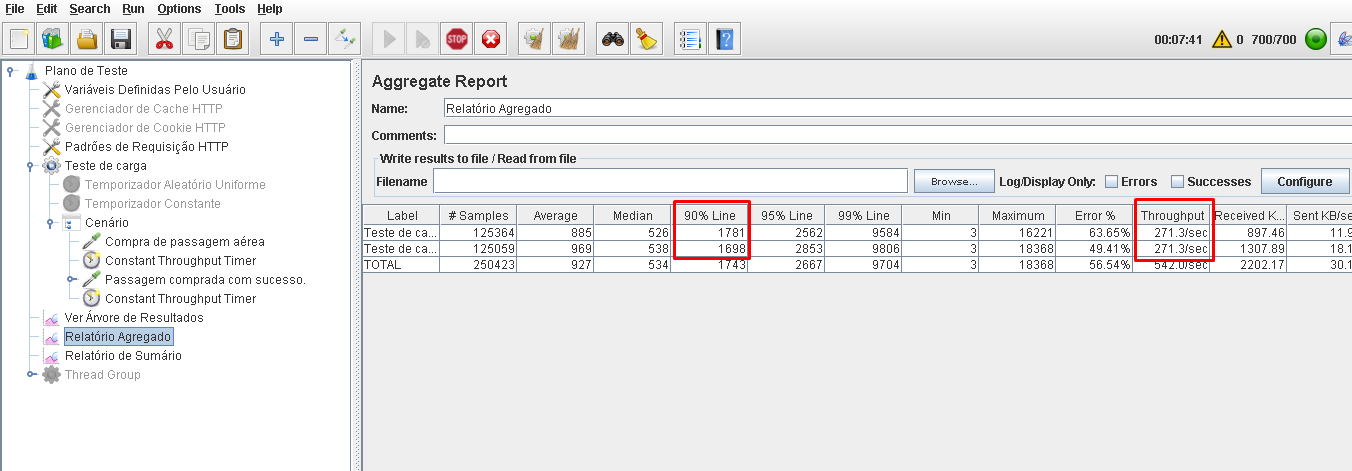 File Edit Search Run Options Tools Help
00:07:41 0 700/700
Plano de Teste
Variáveis Definidas Pelo Usuário
Gerenciador de Cache HTTP
Gerenciador de Cookie HTTP
Padrões de Requisição HTTP
Teste de carga
Temporizador Aleatório Uniforme
Temporizador Constante
Cenário
Compra de passagem aérea
Constant Throughput Timer
Passagem comprada com sucesso.
Constant Throughput Timer
Ver Árvore de Resultados
Relatório Agregado
Relatório de Sumário
Thread Group
Aggregate Report
Name: Relatório Agregado
Comments:
Write results to file / Read from file
Filename Browse... Log/Display Only: Errors Successes Configure
Label # Samples Average Median 90% Line 95% Line 99% Line Min Maximum Error % Throughput Received K... Sent KB/se
Teste de ca... 125364 885 526 1781 2562 9584 3 16221 63.65% 271.3/sec 897.46 11.9
Teste de ca... 125059 969 538 1698 2853 9806 3 18368 49.41% 271.3/sec 1307.89 18.1
TOTAL 250423 927 534 1743 2667 9704 3 18368 56.54% 542.0/sec 2202.17 30.1